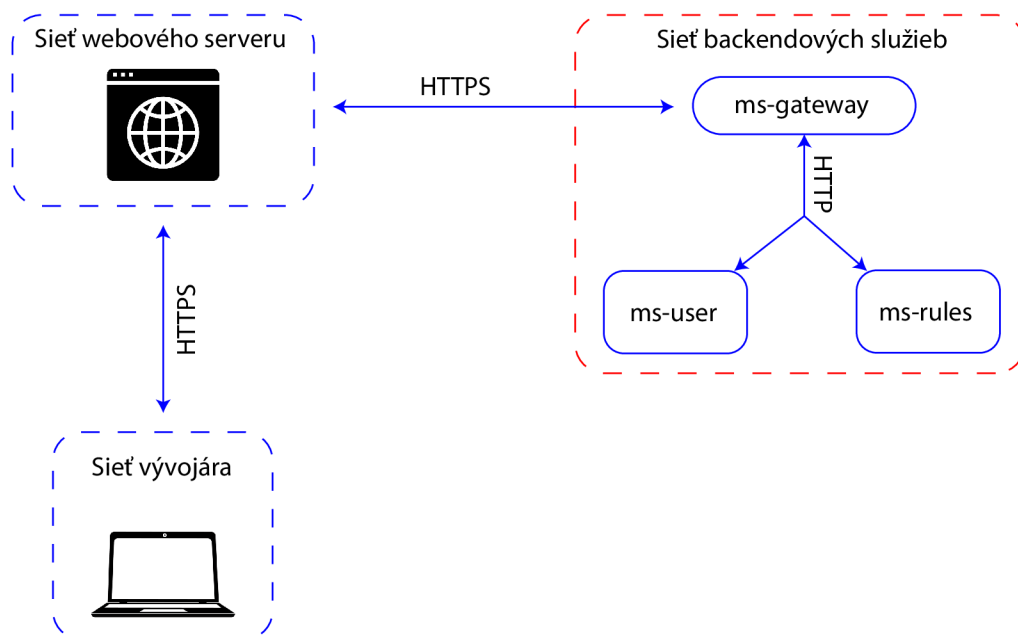 Sieť webového serveru
HTTPS
Sieť backendových služieb
ms-gateway
HTTP
ms-user
ms-rules
HTTPS
Sieť vývojára